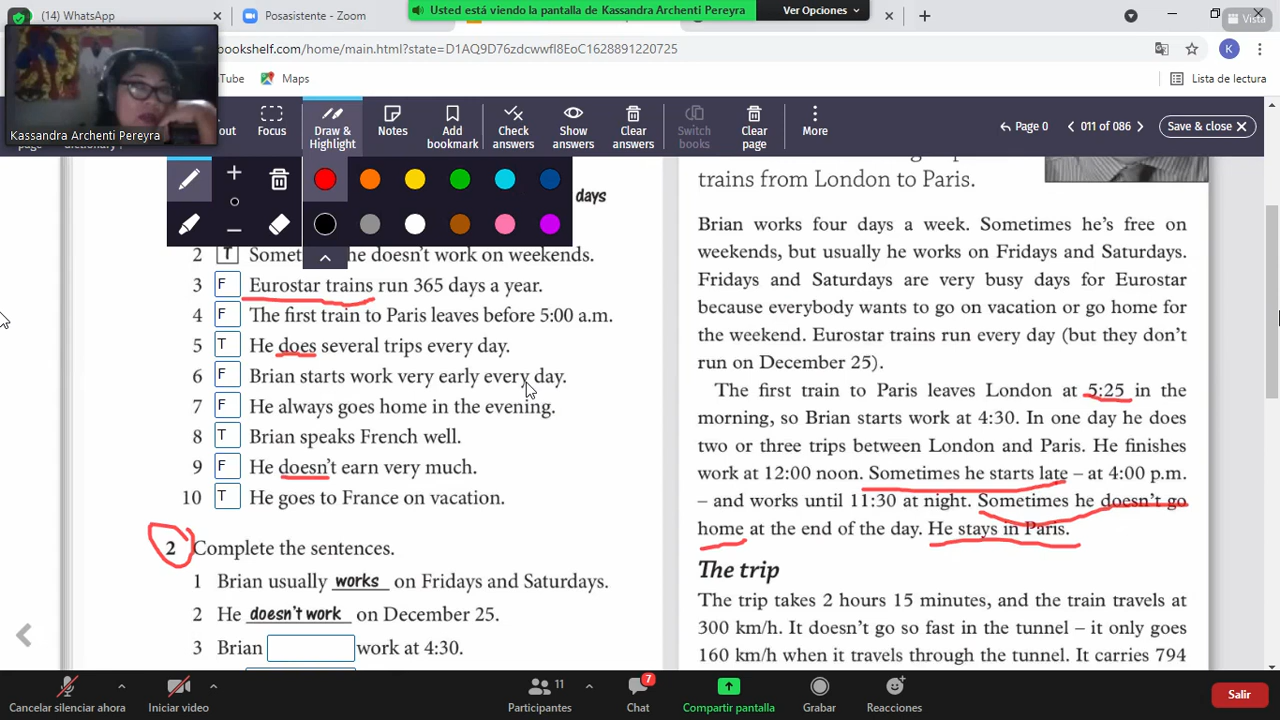 (14) WhatsApp
Posasistente - Zoom
Usted está viendo la pantalla de Kassandra Archenti Pereyra
Ver Opciones
Vista
bookshelf.com/home/main.html?state=D1AQ9D76zdcwwfl8EoC1628891220725
K
Tube
Maps
Lista de lectura
Kassandra Archenti Pereyra
out
Focus
Draw &
Highlight
Notes
Add
bookmark
Check
answers
Show
answers
Clear
answers
Switch
books
Clear
page
More
Page 0
011 of 086
Save & close
page
days
2 T Somet he doesn't work on weekends.
3 F Eurostar trains run 365 days a year.
4 F The first train to Paris leaves before 5:00 a.m.
5 T He does several trips every day.
6 F Brian starts work very early every day.
7 F He always goes home in the evening.
8 T Brian speaks French well.
9 F He doesn't earn very much.
10 T He goes to France on vacation.
2 Complete the sentences.
1 Brian usually works on Fridays and Saturdays.
2 He doesn't work on December 25.
3 Brian work at 4:30.
trains from London to Paris.
Brian works four days a week. Sometimes he's free on
weekends, but usually he works on Fridays and Saturdays.
Fridays and Saturdays are very busy days for Eurostar
because everybody wants to go on vacation or go home for
the weekend. Eurostar trains run every day (but they don't
run on December 25).
The first train to Paris leaves London at 5:25 in the
morning, so Brian starts work at 4:30. In one day he does
two or three trips between London and Paris. He finishes
work at 12:00 noon. Sometimes he starts late – at 4:00 p.m.
– and works until 11:30 at night. Sometimes he doesn't go
home at the end of the day. He stays in Paris.
The trip
The trip takes 2 hours 15 minutes, and the train travels at
300 km/h. It doesn't go so fast in the tunnel – it only goes
160 km/h when it travels through the tunnel. It carries 794
Cancelar silenciar ahora
Iniciar video
11
Participantes
7
Chat
Compartir pantalla
Grabar
Reacciones
Salir